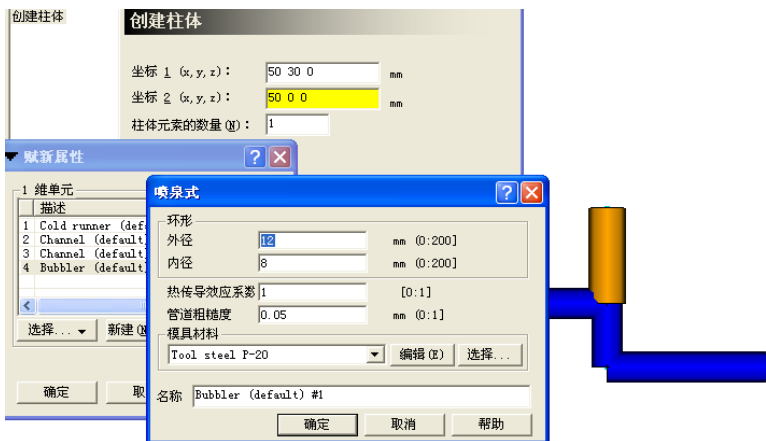 创建柱体
创建柱体
坐标 1 (x,y,z): 50 30 0 mm
坐标 2 (x,y,z): 50 0 0 mm
柱体元素的数量(N): 1
赋新属性
1 维单元
描述
1 Cold runner (def
2 Channel (default
3 Channel (default
4 Bubbler (default
选择... 新建(N
确定 取
喷泉式
环形
外径 12 mm (0:200]
内径 8 mm (0:200]
热传导效应系数 1 [0:1]
管道粗糙度 0.05 mm (0:1]
模具材料
Tool steel P-20 编辑(E) 选择...
名称 Bubbler (default) #1
确定 取消 帮助